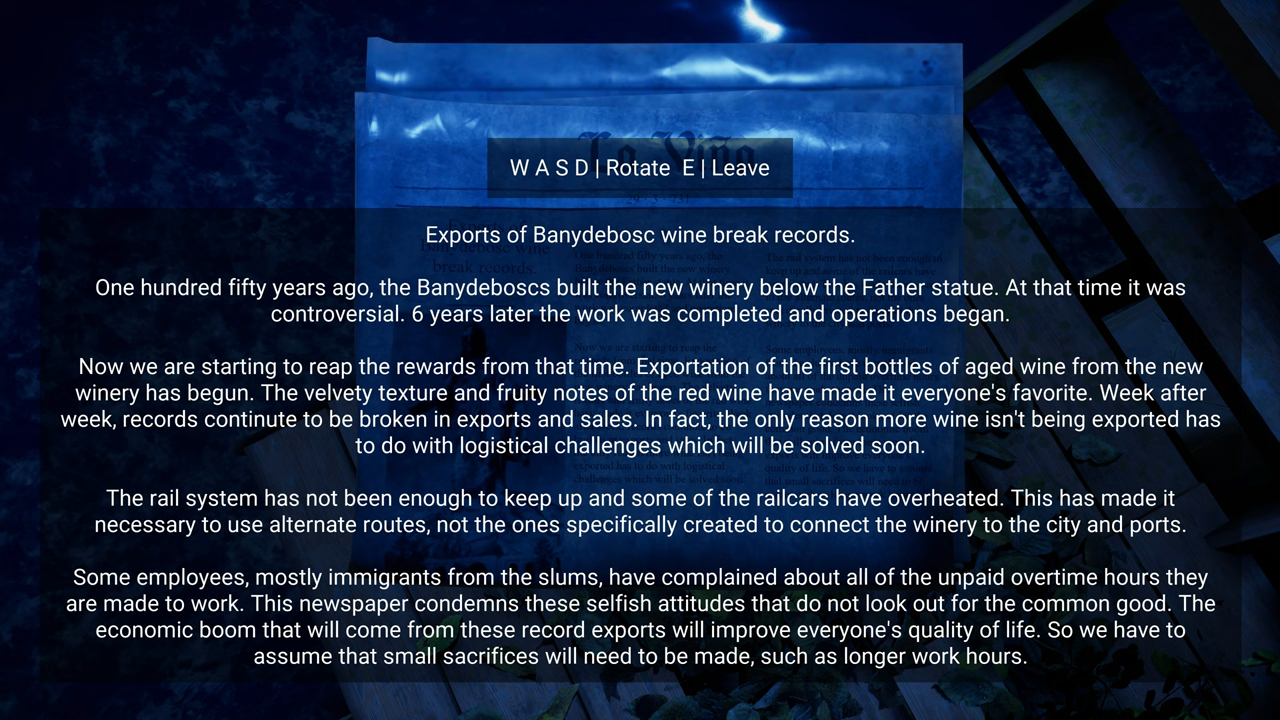 La Viña
W A S D | Rotate E | Leave
Exports of Banydebosc wine break records.
One hundred fifty years ago, the Banydeboscs built the new winery below the Father statue. At that time it was
controversial. 6 years later the work was completed and operations began.
Now we are starting to reap the rewards from that time. Exportation of the first bottles of aged wine from the new
winery has begun. The velvety texture and fruity notes of the red wine have made it everyone's favorite. Week after
week, records continute to be broken in exports and sales. In fact, the only reason more wine isn't being exported has
to do with logistical challenges which will be solved soon.
The rail system has not been enough to keep up and some of the railcars have overheated. This has made it
necessary to use alternate routes, not the ones specifically created to connect the winery to the city and ports.
Some employees, mostly immigrants from the slums, have complained about all of the unpaid overtime hours they
are made to work. This newspaper condemns these selfish attitudes that do not look out for the common good. The
economic boom that will come from these record exports will improve everyone's quality of life. So we have to
assume that small sacrifices will need to be made, such as longer work hours.